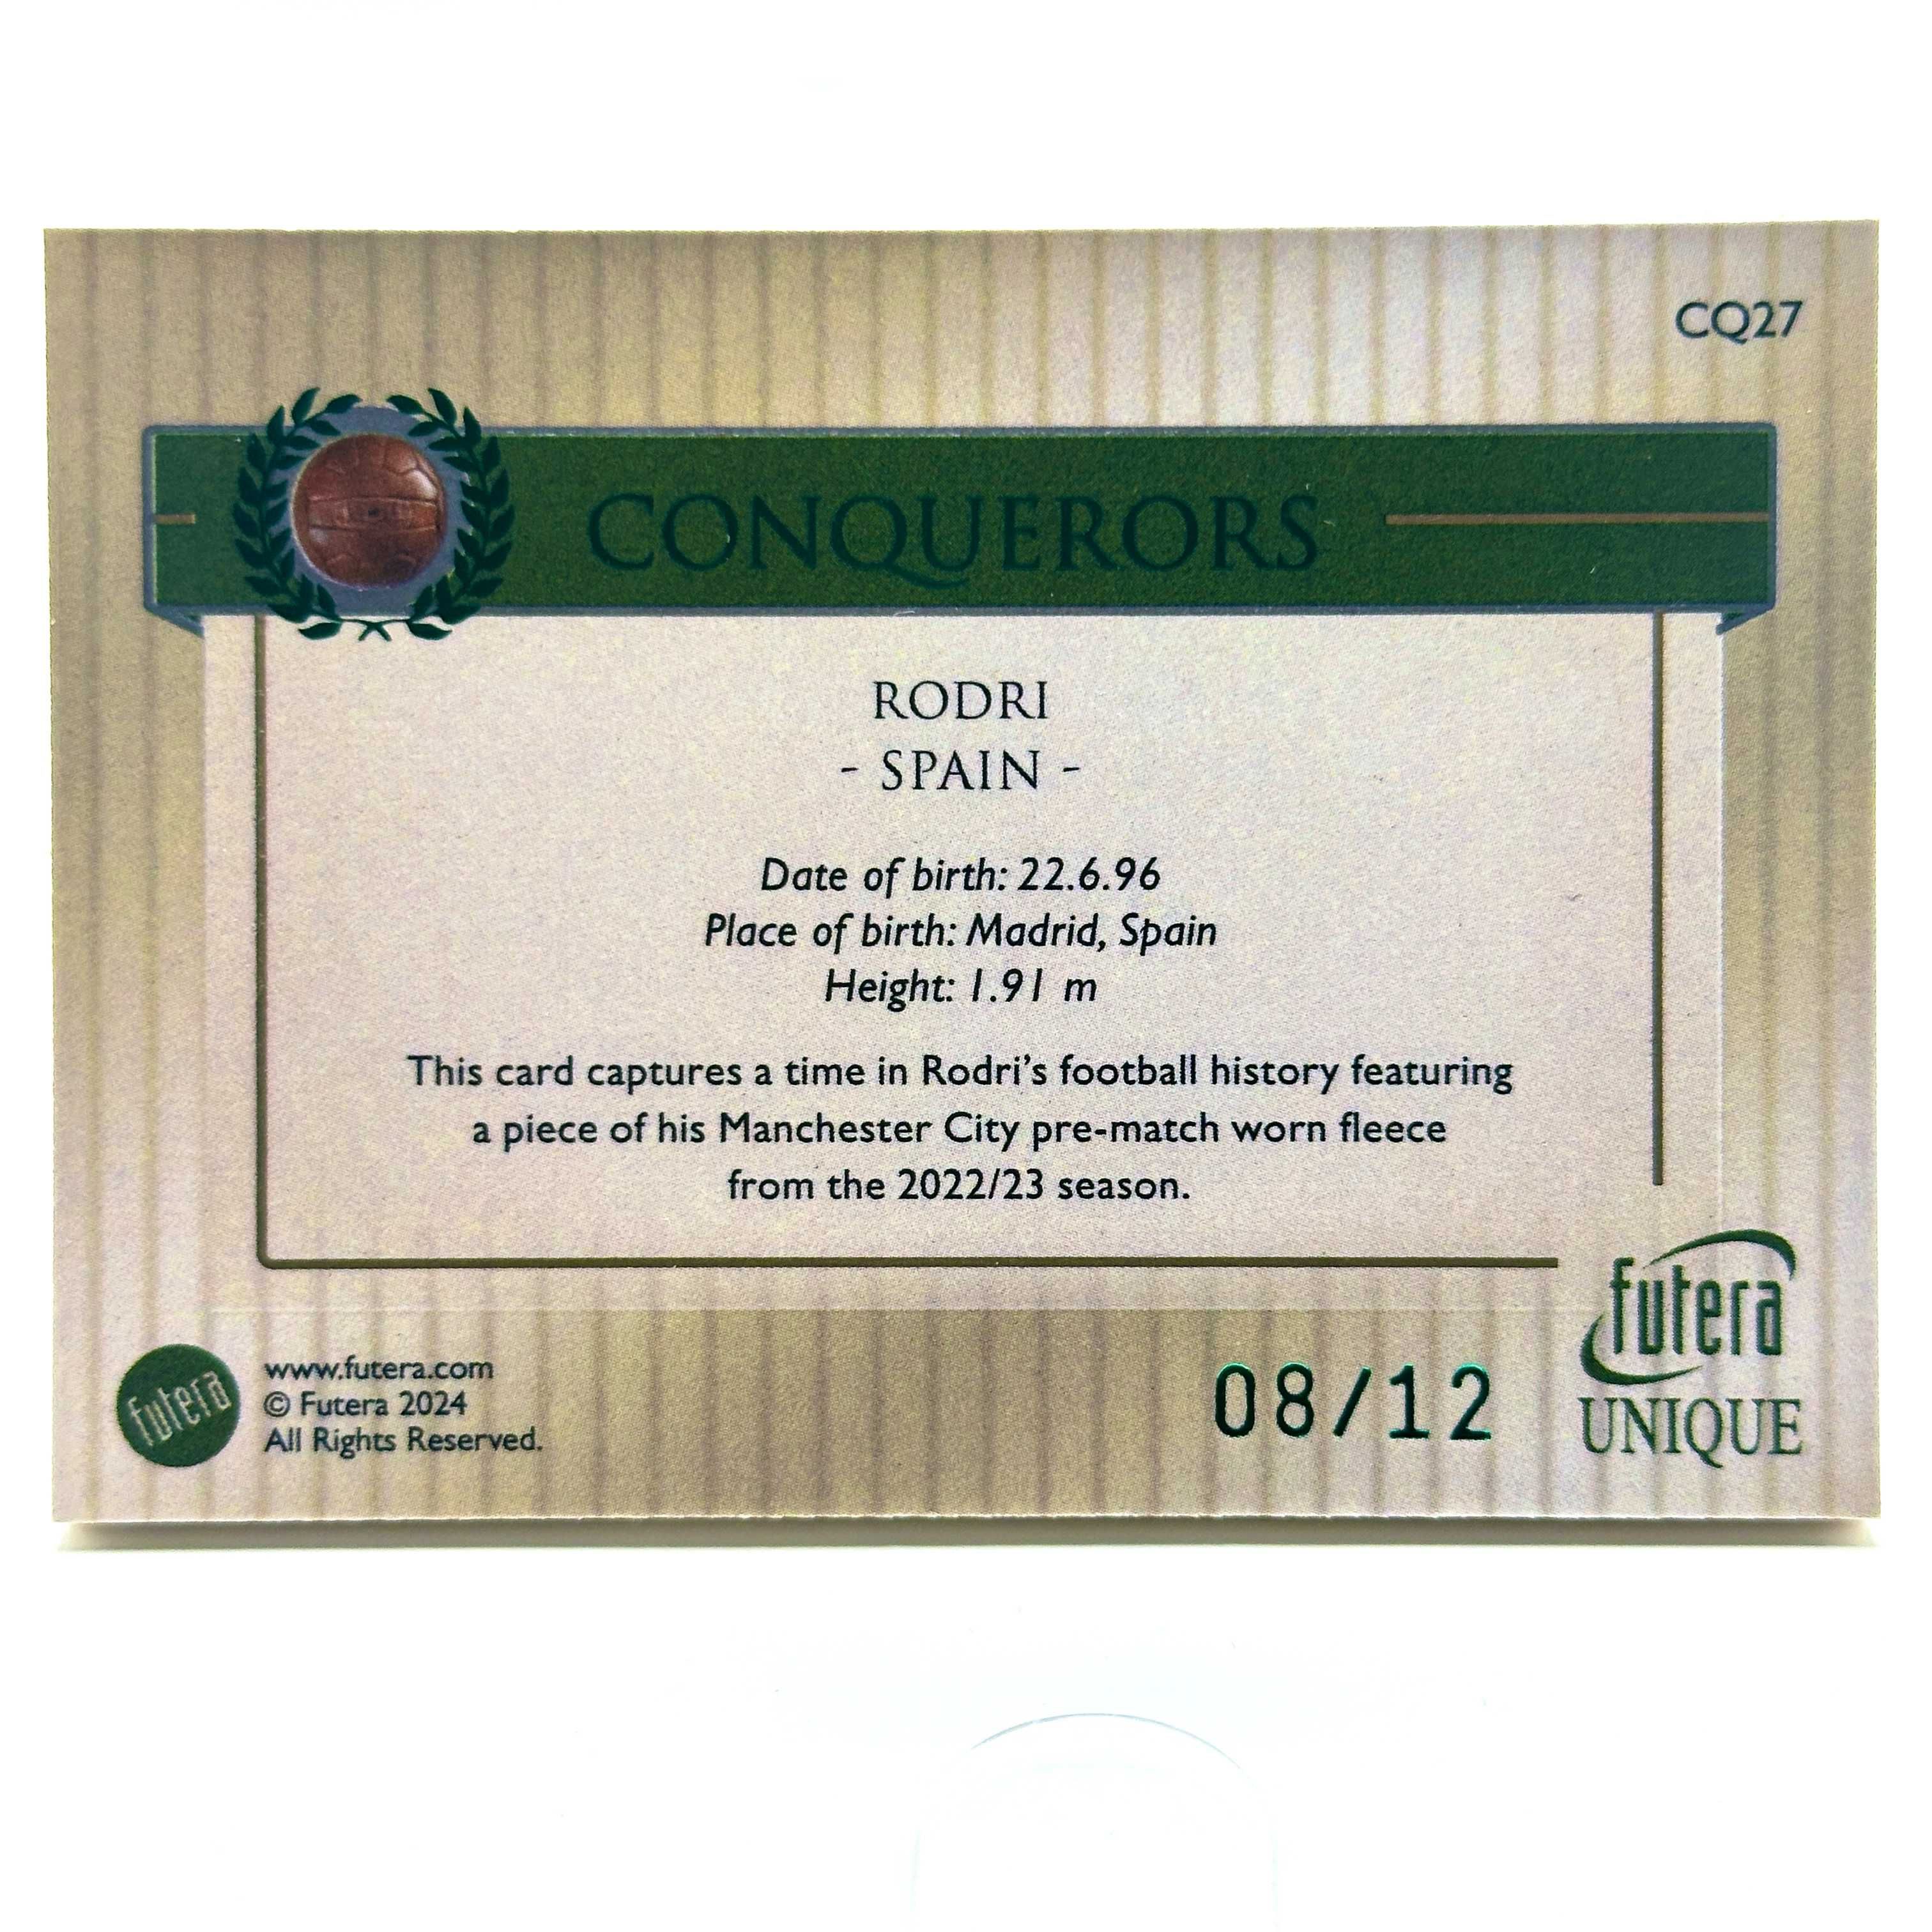 CQ27
CONQUERORS
RODRI
- SPAIN -
Date of birth: 22.6.96
Place of birth: Madrid, Spain
Height: 1.91 m
This card captures a time in Rodri's football history featuring
a piece of his Manchester City pre-match worn fleece
from the 2022/23 season.
futera
www.futera.com
© Futera 2024
All Rights Reserved.
08/12
futera
UNIQUE